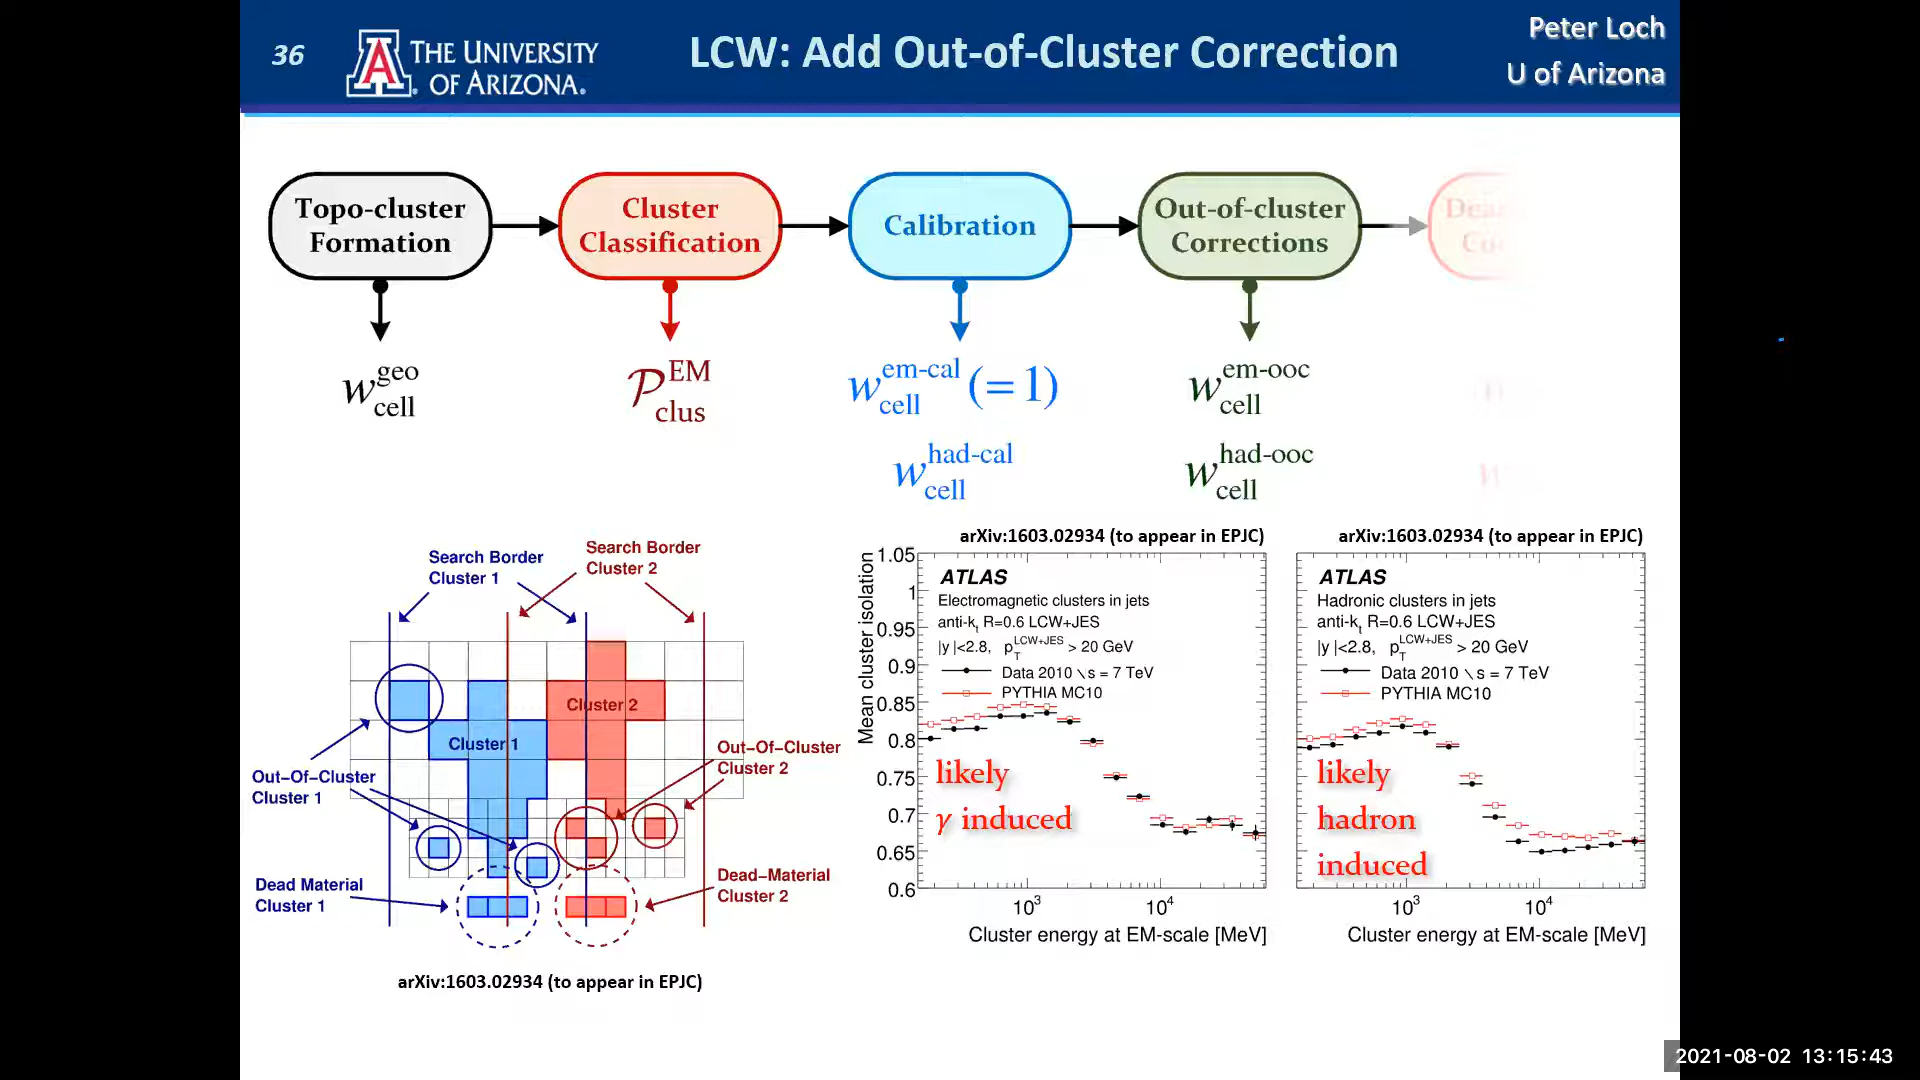 36
THE UNIVERSITY
OF ARIZONA.
LCW: Add Out-of-Cluster Correction
Peter Loch
U of Arizona
Topo-cluster
Formation
Cluster
Classification
Calibration
Out-of-cluster
Corrections
w_cell^geo
𝒫_clus^EM
w_cell^em-cal (= 1)
w_cell^em-ooc
w_cell^had-cal
w_cell^had-ooc
Search Border
Cluster 1
Search Border
Cluster 2
Cluster 1
Cluster 2
Out-Of-Cluster
Cluster 1
Out-Of-Cluster
Cluster 2
Dead Material
Cluster 1
Dead-Material
Cluster 2
arXiv:1603.02934 (to appear in EPJC)
arXiv:1603.02934 (to appear in EPJC)
Mean cluster isolation
1.05
1
0.95
0.9
0.85
0.8
0.75
0.7
0.65
0.6
ATLAS
Electromagnetic clusters in jets
anti-k_t R=0.6 LCW+JES
|y|<2.8, p_T^LCW+JES > 20 GeV
Data 2010 \s = 7 TeV
PYTHIA MC10
likely
γ induced
10^3
10^4
Cluster energy at EM-scale [MeV]
arXiv:1603.02934 (to appear in EPJC)
ATLAS
Hadronic clusters in jets
anti-k_t R=0.6 LCW+JES
|y|<2.8, p_T^LCW+JES > 20 GeV
Data 2010 \s = 7 TeV
PYTHIA MC10
likely
hadron
induced
10^3
10^4
Cluster energy at EM-scale [MeV]
2021-08-02 13:15:43